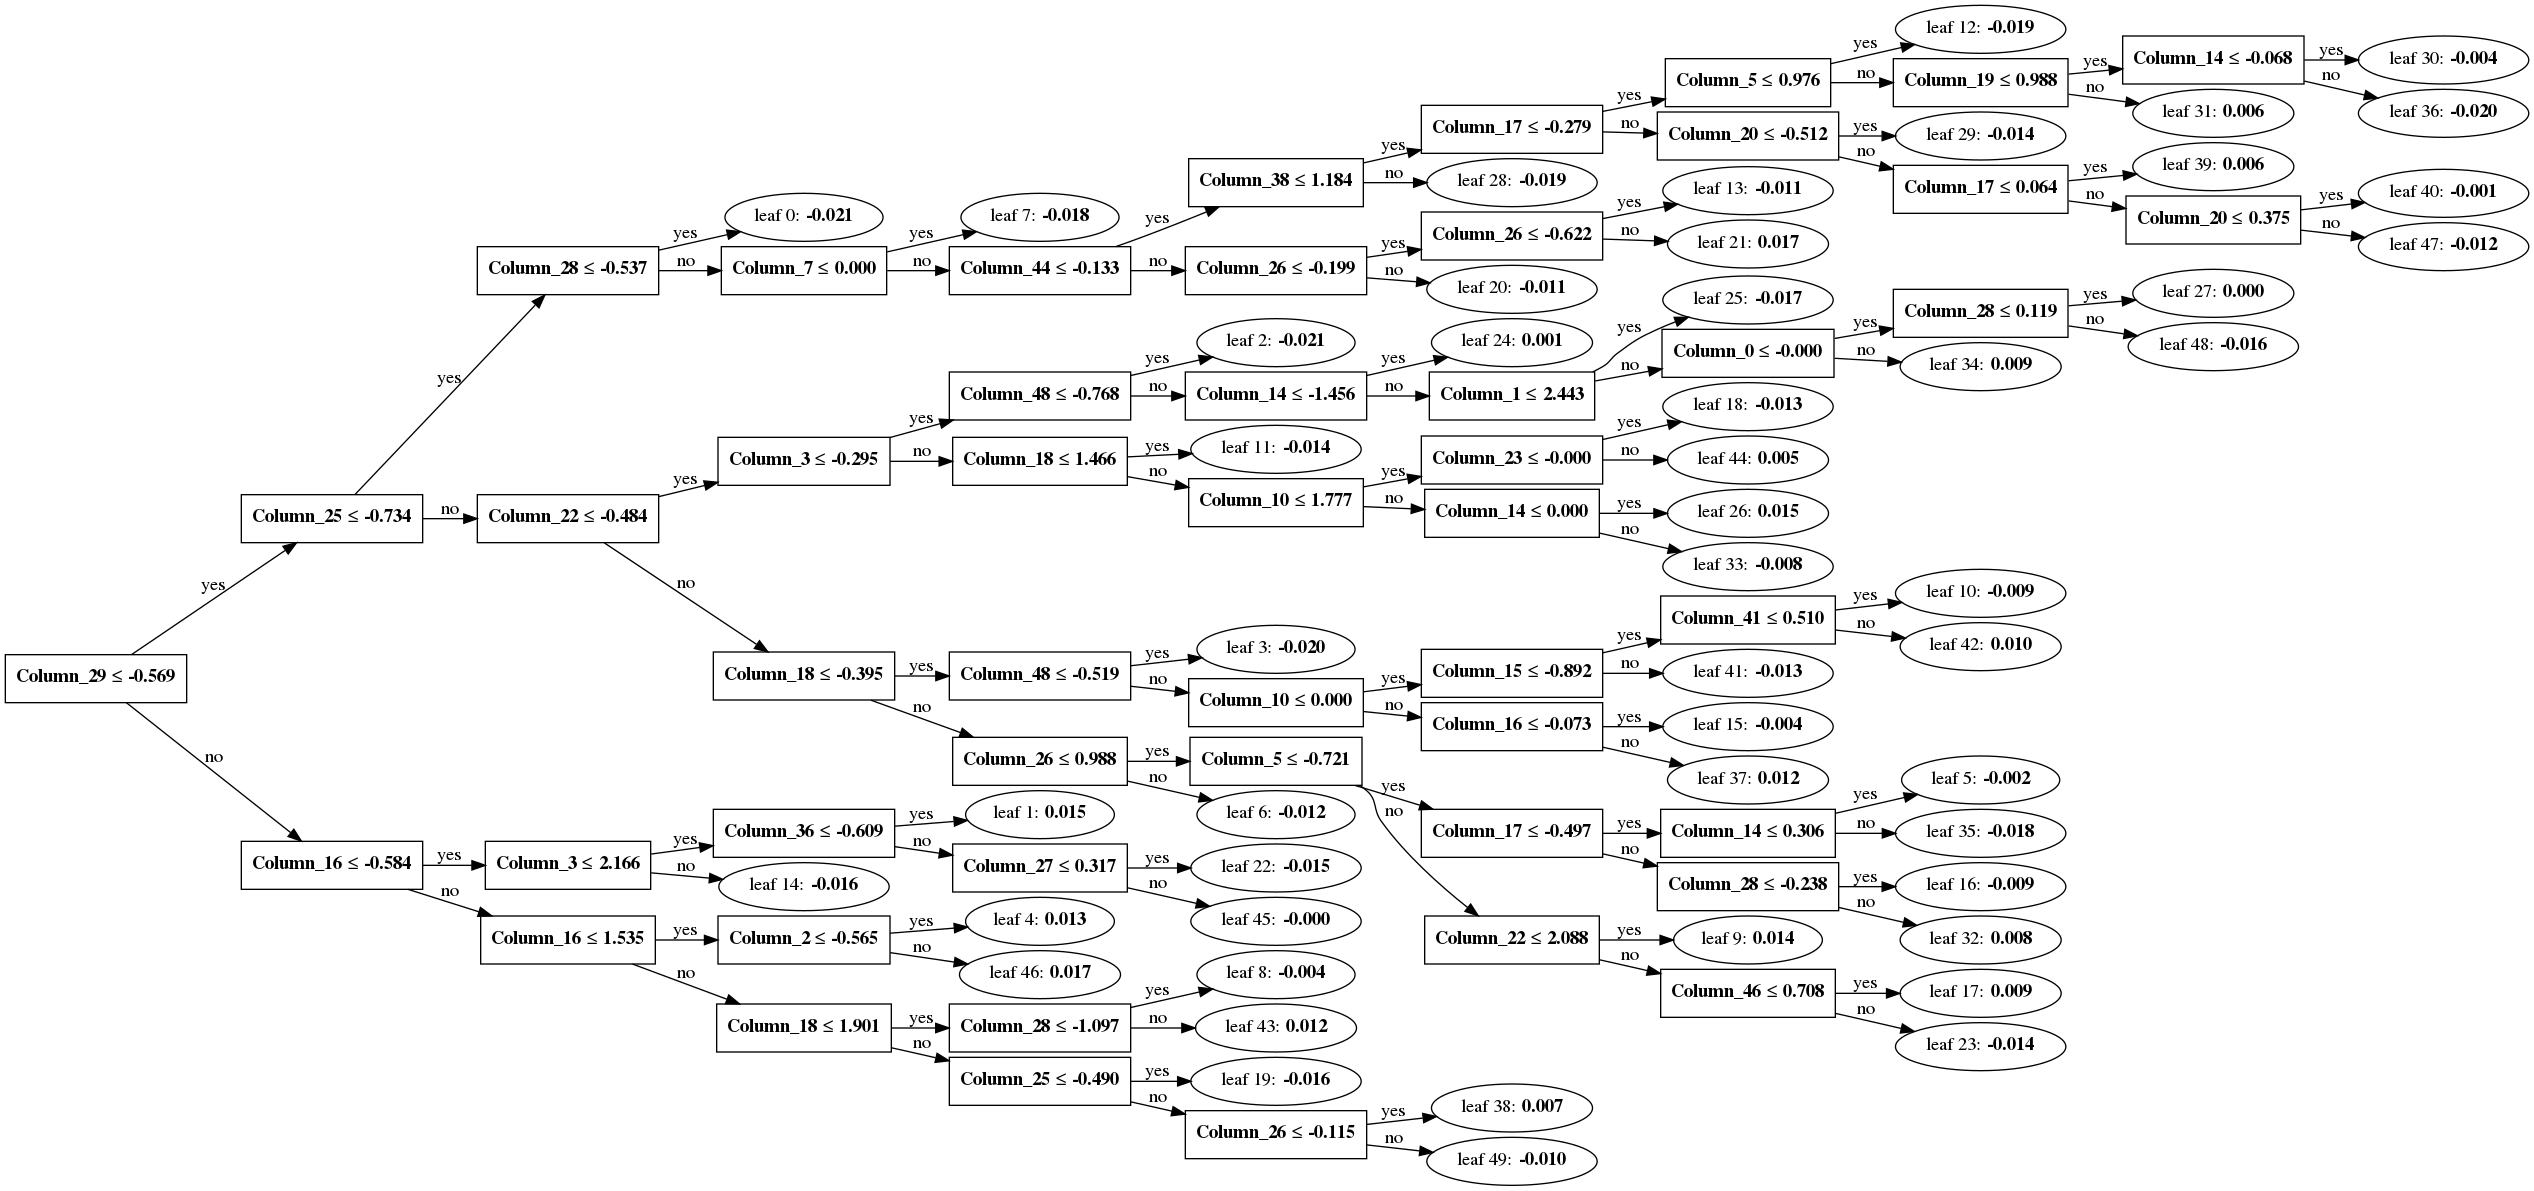 Column_29 ≤ -0.569
yes
Column_25 ≤ -0.734
yes
Column_28 ≤ -0.537
yes
leaf 0: -0.021
no
Column_7 ≤ 0.000
yes
leaf 7: -0.018
no
Column_44 ≤ -0.133
yes
Column_38 ≤ 1.184
yes
Column_17 ≤ -0.279
yes
Column_5 ≤ 0.976
yes
leaf 12: -0.019
no
Column_19 ≤ 0.988
yes
Column_14 ≤ -0.068
yes
leaf 30: -0.004
no
leaf 36: -0.020
no
leaf 31: 0.006
no
Column_20 ≤ -0.512
yes
leaf 29: -0.014
no
Column_17 ≤ 0.064
yes
leaf 39: 0.006
no
Column_20 ≤ 0.375
yes
leaf 40: -0.001
no
leaf 47: -0.012
no
leaf 28: -0.019
no
Column_26 ≤ -0.199
yes
Column_26 ≤ -0.622
yes
leaf 13: -0.011
no
leaf 21: 0.017
no
leaf 20: -0.011
no
Column_22 ≤ -0.484
yes
Column_3 ≤ -0.295
yes
Column_48 ≤ -0.768
yes
leaf 2: -0.021
no
Column_14 ≤ -1.456
yes
leaf 24: 0.001
no
Column_1 ≤ 2.443
yes
leaf 25: -0.017
no
Column_0 ≤ -0.000
yes
Column_28 ≤ 0.119
yes
leaf 27: 0.000
no
leaf 48: -0.016
no
leaf 34: 0.009
no
Column_18 ≤ 1.466
yes
leaf 11: -0.014
no
Column_10 ≤ 1.777
yes
Column_23 ≤ -0.000
yes
leaf 18: -0.013
no
leaf 44: 0.005
no
Column_14 ≤ 0.000
yes
leaf 26: 0.015
no
leaf 33: -0.008
no
Column_18 ≤ -0.395
yes
Column_48 ≤ -0.519
yes
leaf 3: -0.020
no
Column_10 ≤ 0.000
yes
Column_15 ≤ -0.892
yes
Column_41 ≤ 0.510
yes
leaf 10: -0.009
no
leaf 42: 0.010
no
leaf 41: -0.013
no
Column_16 ≤ -0.073
yes
leaf 15: -0.004
no
leaf 37: 0.012
no
Column_26 ≤ 0.988
yes
Column_5 ≤ -0.721
yes
Column_17 ≤ -0.497
yes
Column_14 ≤ 0.306
yes
leaf 5: -0.002
no
leaf 35: -0.018
no
Column_28 ≤ -0.238
yes
leaf 16: -0.009
no
leaf 32: 0.008
no
Column_22 ≤ 2.088
yes
leaf 9: 0.014
no
Column_46 ≤ 0.708
yes
leaf 17: 0.009
no
leaf 23: -0.014
no
leaf 6: -0.012
no
Column_16 ≤ -0.584
yes
Column_3 ≤ 2.166
yes
Column_36 ≤ -0.609
yes
leaf 1: 0.015
no
Column_27 ≤ 0.317
yes
leaf 22: -0.015
no
leaf 45: -0.000
no
leaf 14: -0.016
no
Column_16 ≤ 1.535
yes
Column_2 ≤ -0.565
yes
leaf 4: 0.013
no
leaf 46: 0.017
no
Column_18 ≤ 1.901
yes
Column_28 ≤ -1.097
yes
leaf 8: -0.004
no
leaf 43: 0.012
no
Column_25 ≤ -0.490
yes
leaf 19: -0.016
no
Column_26 ≤ -0.115
yes
leaf 38: 0.007
no
leaf 49: -0.010